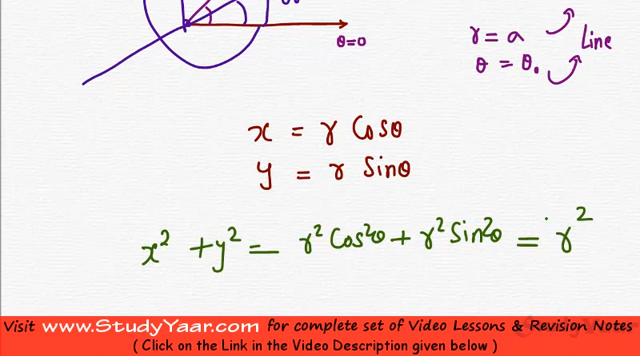 θ=0
r = a
Line
θ = θ₀
x = r Cosθ
y = r Sinθ
x² + y² = r² Cos²θ + r² Sin²θ = r²
Visit www.StudyYaar.com for complete set of Video Lessons & Revision Notes
( Click on the Link in the Video Description given below )